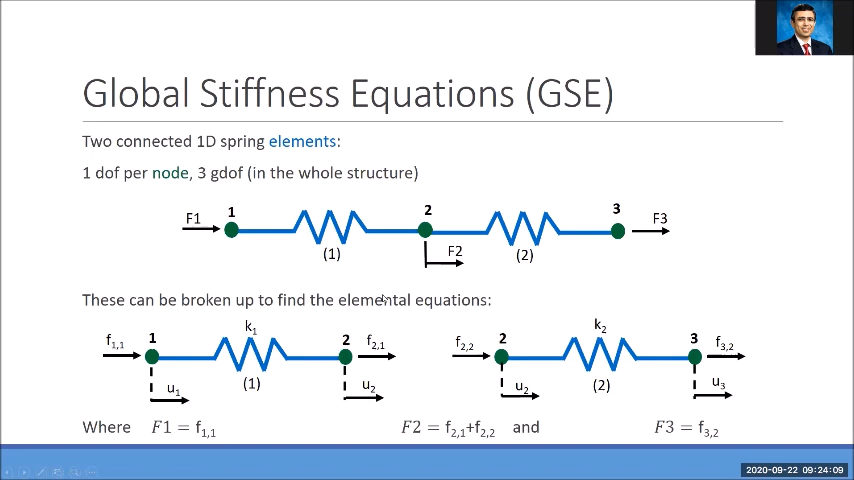 Global Stiffness Equations (GSE)
Two connected 1D spring elements:
1 dof per node, 3 gdof (in the whole structure)
F1 1 2 3 F3
(1) F2 (2)
These can be broken up to find the elemental equations:
f1,1 1 k1 2 f2,1 f2,2 2 k2 3 f3,2
u1 (1) u2 u2 (2) u3
Where F1 = f1,1 F2 = f2,1+f2,2 and F3 = f3,2
2020-09-22 09:24:09